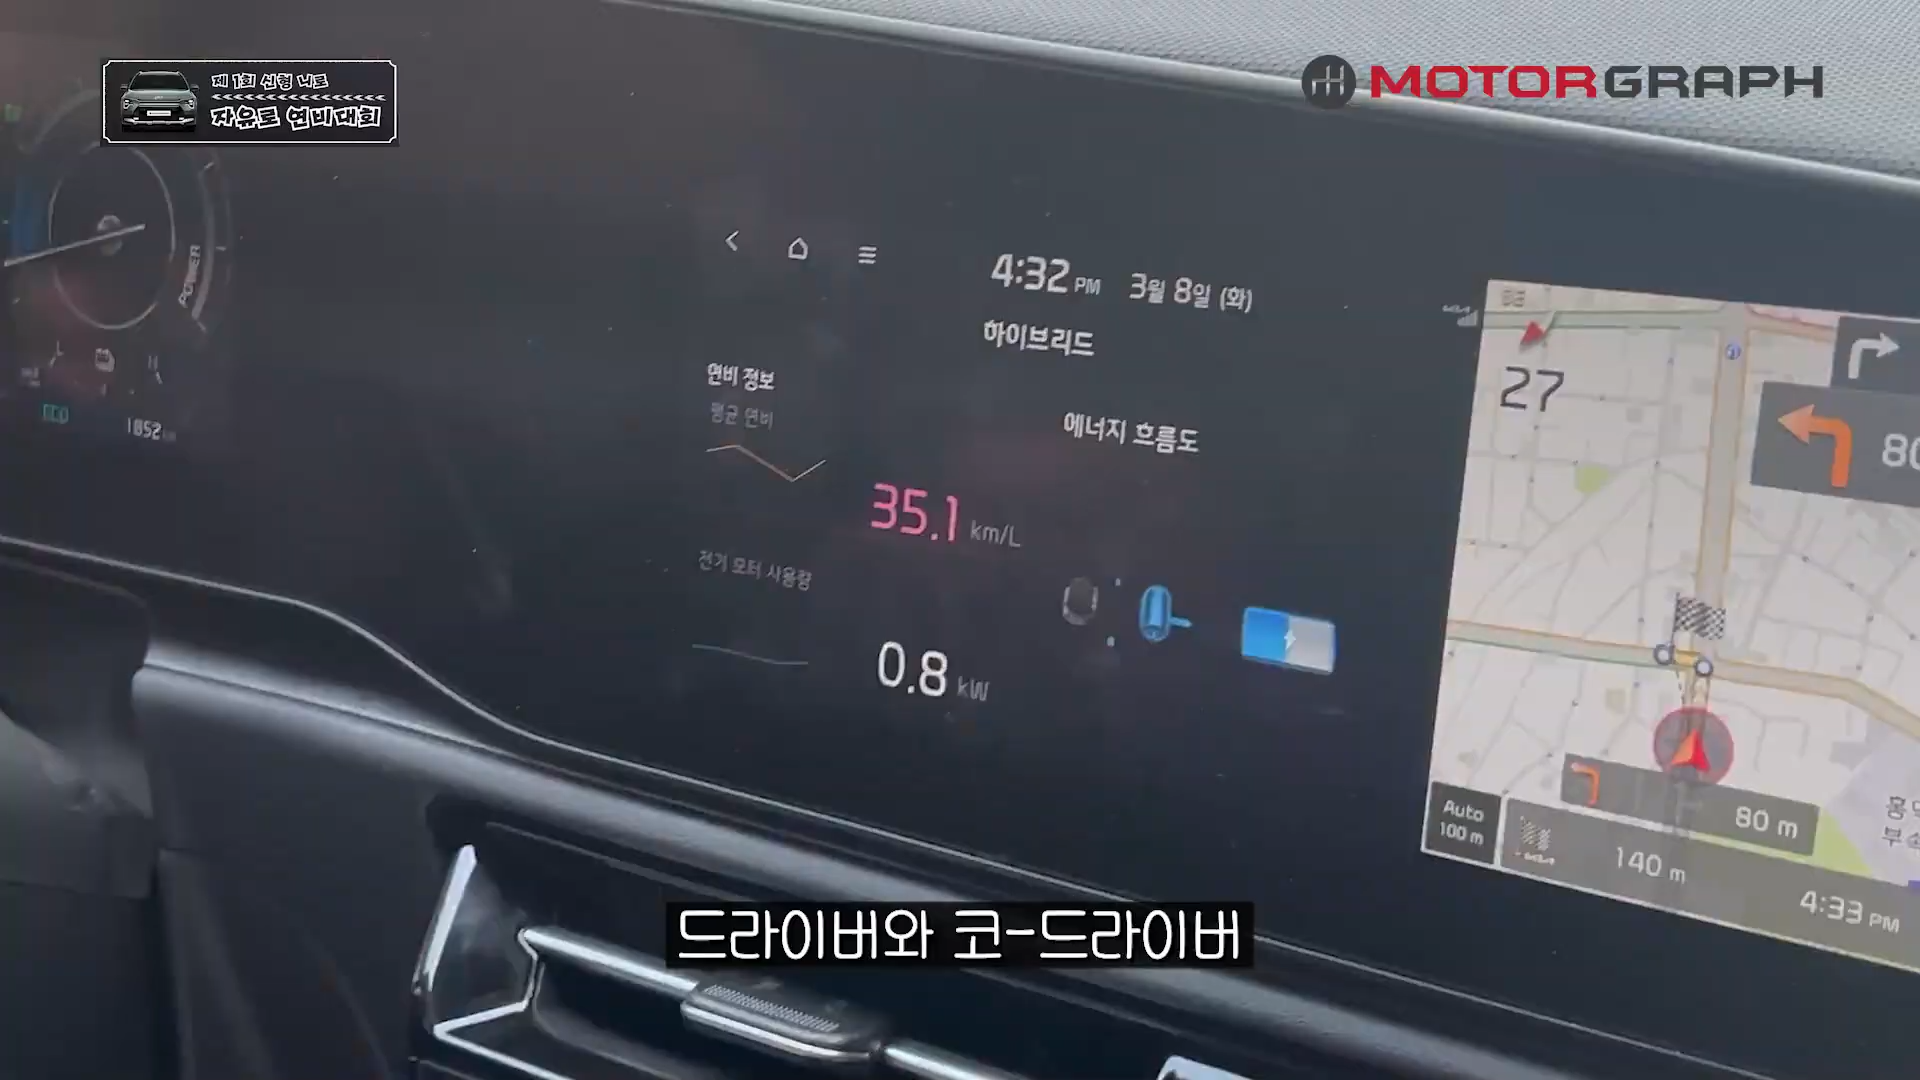 제 1회 신형 니로
자유로 연비대회
MOTORGRAPH
4:32 PM 3월 8일 (화)
하이브리드
연비 정보
평균 연비
에너지 흐름도
35.1 km/L
전기 모터 사용량
0.8 kW
POWER
ECO
1852 km
27
80
80 m
Auto
100 m
140 m
4:33 PM
드라이버와 코-드라이버